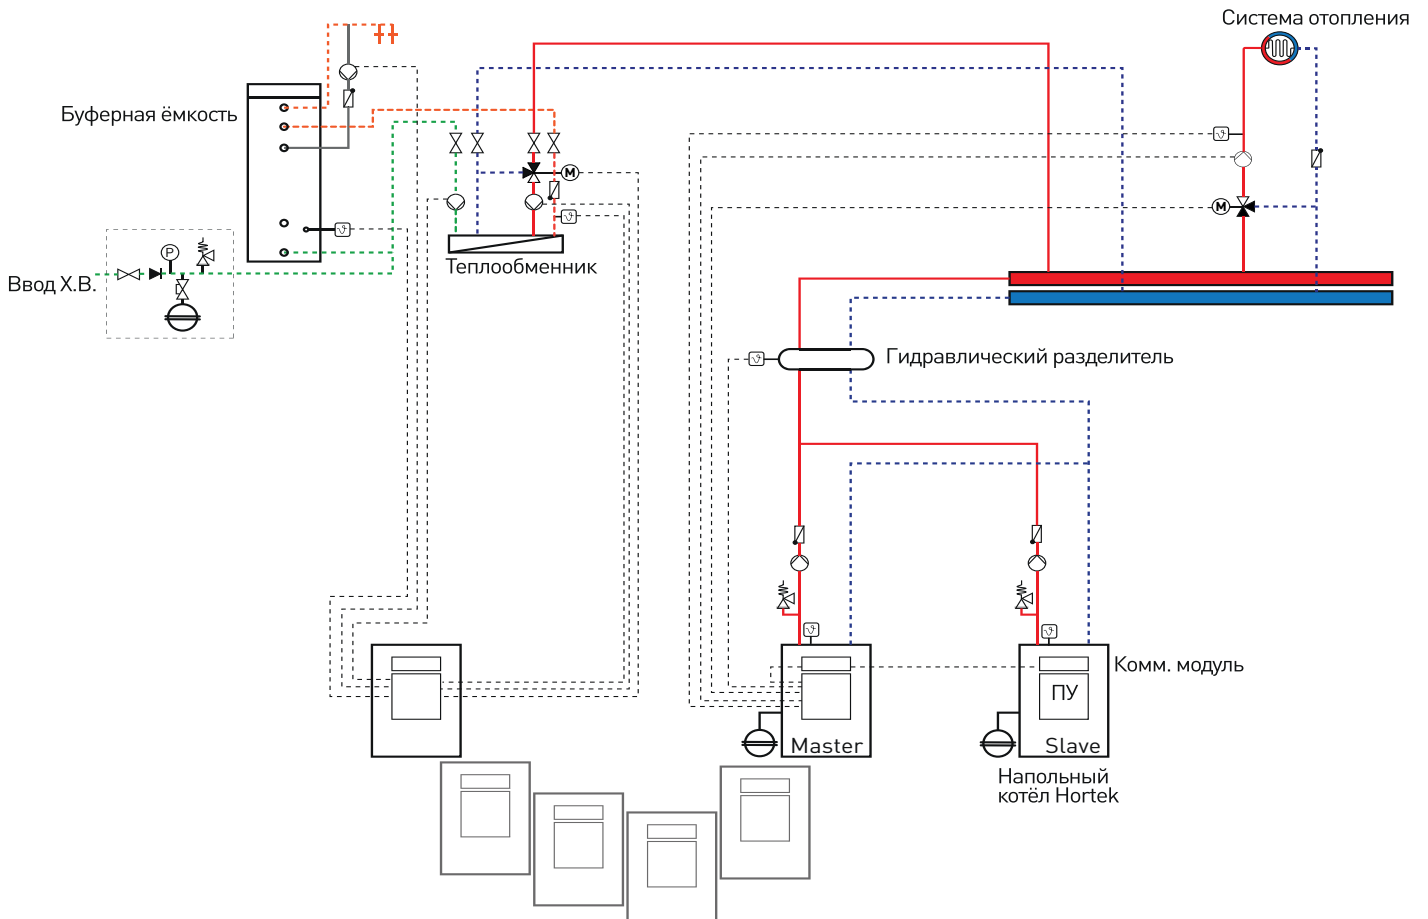 Система отопления
Буферная ёмкость
M
ϑ
M
ϑ
ϑ
P
Теплообменник
Ввод Х.В.
ϑ
Гидравлический разделитель
ϑ
ϑ
Комм. модуль
ПУ
Master
Slave
Напольный
котёл Hortek